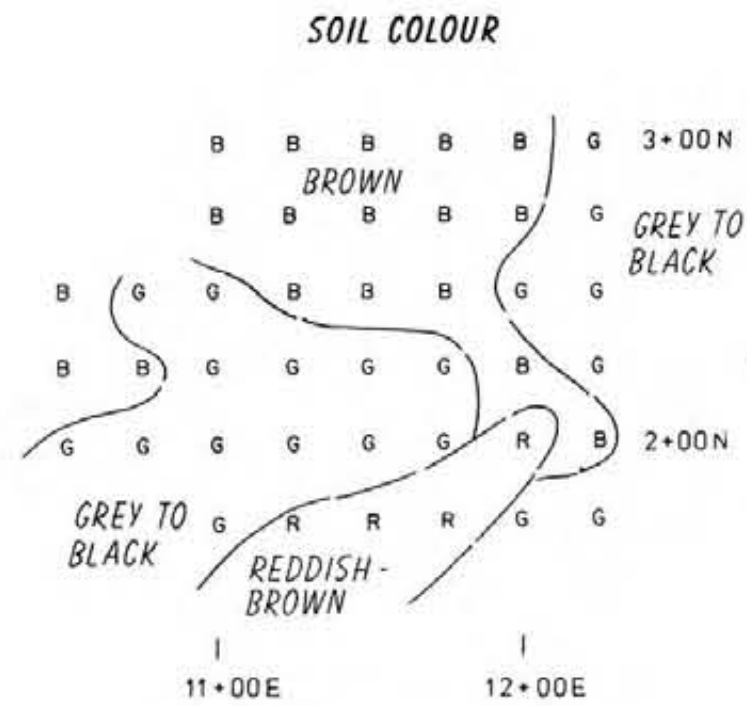 SOIL COLOUR
B B B B B G 3+00N
BROWN
B B B B B G GREY TO
BLACK
B G G B B B G G
B B G G G G B G
G G G G G G R B 2+00N
GREY TO
BLACK
G R R R G G
REDDISH-
BROWN
11+00E 12+00E